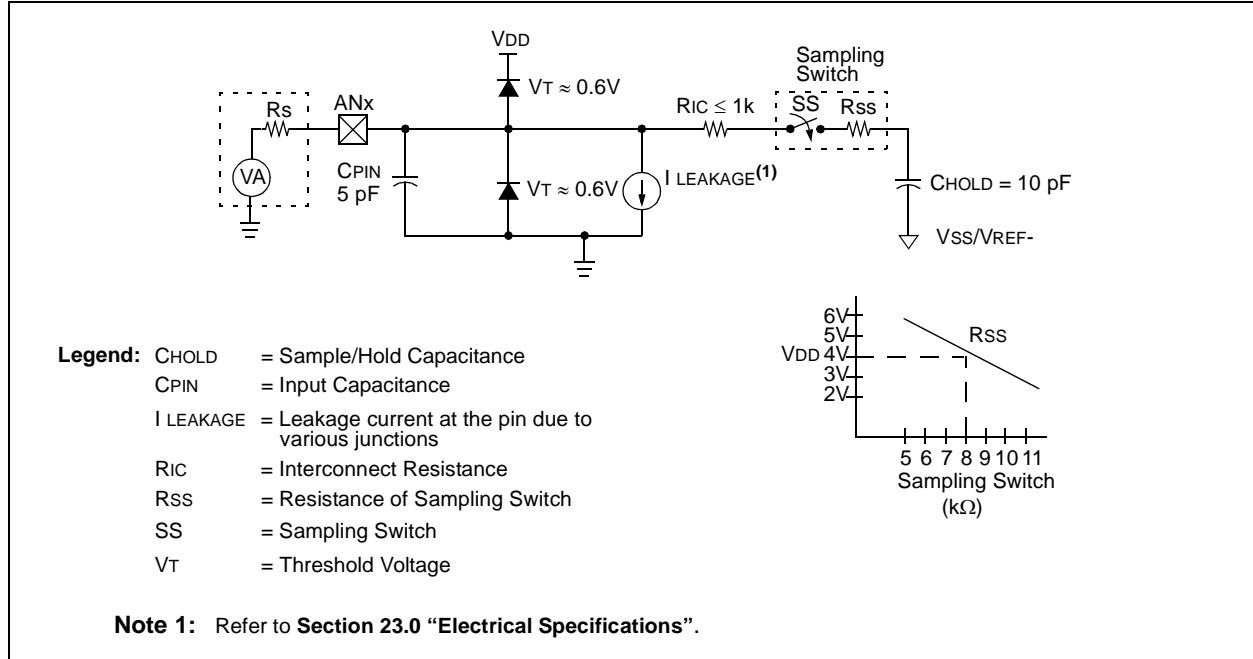 VDD
Sampling
Switch
VT ≈ 0.6V
Rs
ANx
RIC ≤ 1k
SS
Rss
VA
CPIN
5 pF
VT ≈ 0.6V
I LEAKAGE(1)
CHOLD = 10 pF
VSS/VREF-
6V
5V
VDD 4V
3V
2V
RSS
5 6 7 8 9 10 11
Sampling Switch
(kΩ)
Legend: CHOLD = Sample/Hold Capacitance
CPIN = Input Capacitance
I LEAKAGE = Leakage current at the pin due to
various junctions
RIC = Interconnect Resistance
RSS = Resistance of Sampling Switch
SS = Sampling Switch
VT = Threshold Voltage
Note 1: Refer to Section 23.0 “Electrical Specifications”.